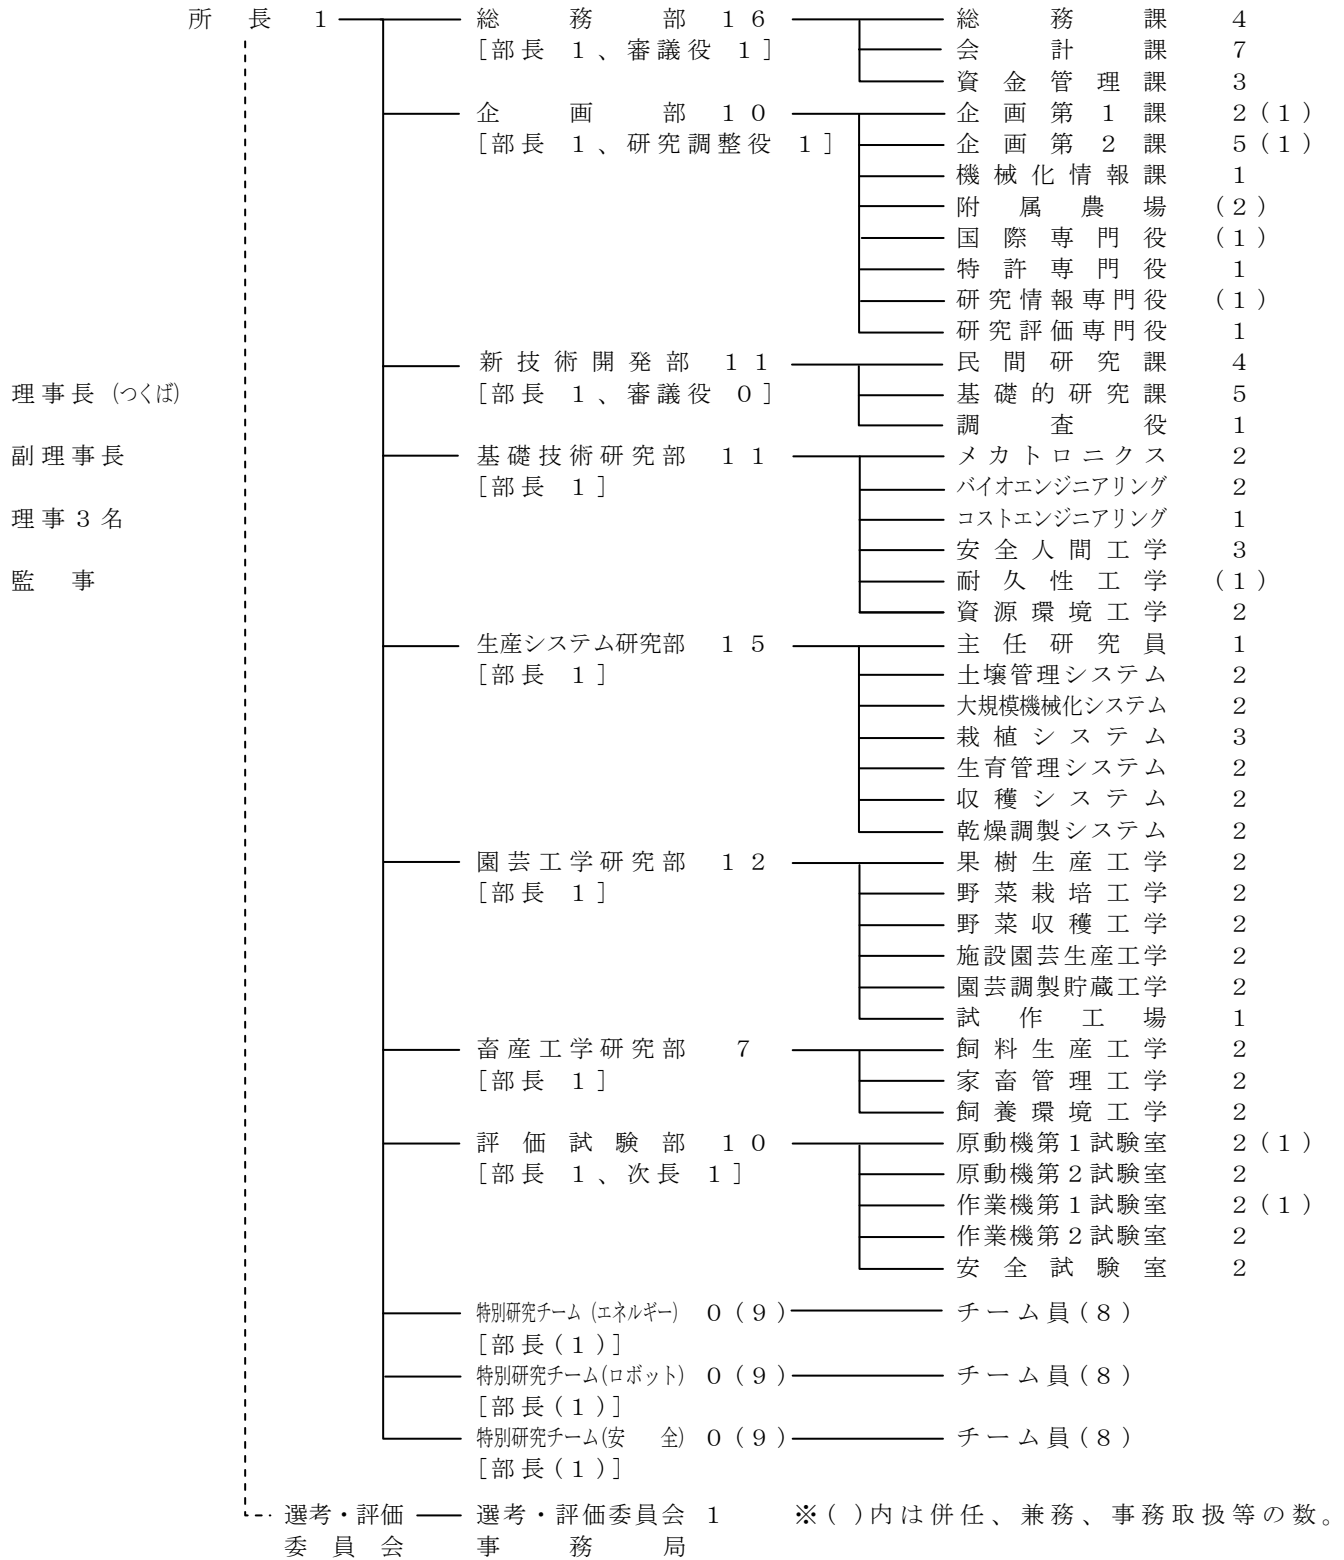 所長 1 総務部 16 総務課 4
[部長 1、審議役 1] 会計課 7
資金管理課 3
企画部 10 企画第1課 2(1)
[部長 1、研究調整役 1] 企画第2課 5(1)
機械化情報課 1
附属農場 (2)
国際専門役 (1)
特許専門役 1
研究情報専門役 (1)
研究評価専門役 1
新技術開発部 11 民間研究課 4
理事長(つくば) [部長 1、審議役 0] 基礎的研究課 5
調査役 1
副理事長 基礎技術研究部 11 メカトロニクス 2
[部長 1] バイオエンジニアリング 2
理事3名 コストエンジニアリング 1
安全人間工学 3
監事 耐久性工学 (1)
資源環境工学 2
生産システム研究部 15 主任研究員 1
[部長 1] 土壌管理システム 2
大規模機械化システム 2
栽植システム 3
生育管理システム 2
収穫システム 2
乾燥調製システム 2
園芸工学研究部 12 果樹生産工学 2
[部長 1] 野菜栽培工学 2
野菜収穫工学 2
施設園芸生産工学 2
園芸調製貯蔵工学 2
試作工場 1
畜産工学研究部 7 飼料生産工学 2
[部長 1] 家畜管理工学 2
飼養環境工学 2
評価試験部 10 原動機第1試験室 2(1)
[部長 1、次長 1] 原動機第2試験室 2
作業機第1試験室 2(1)
作業機第2試験室 2
安全試験室 2
特別研究チーム(エネルギー) 0(9) チーム員(8)
[部長(1)]
特別研究チーム(ロボット) 0(9) チーム員(8)
[部長(1)]
特別研究チーム(安 全) 0(9) チーム員(8)
[部長(1)]
選考・評価 選考・評価委員会 1 ※( )内は併任、兼務、事務取扱等の数。
委員会 事務局